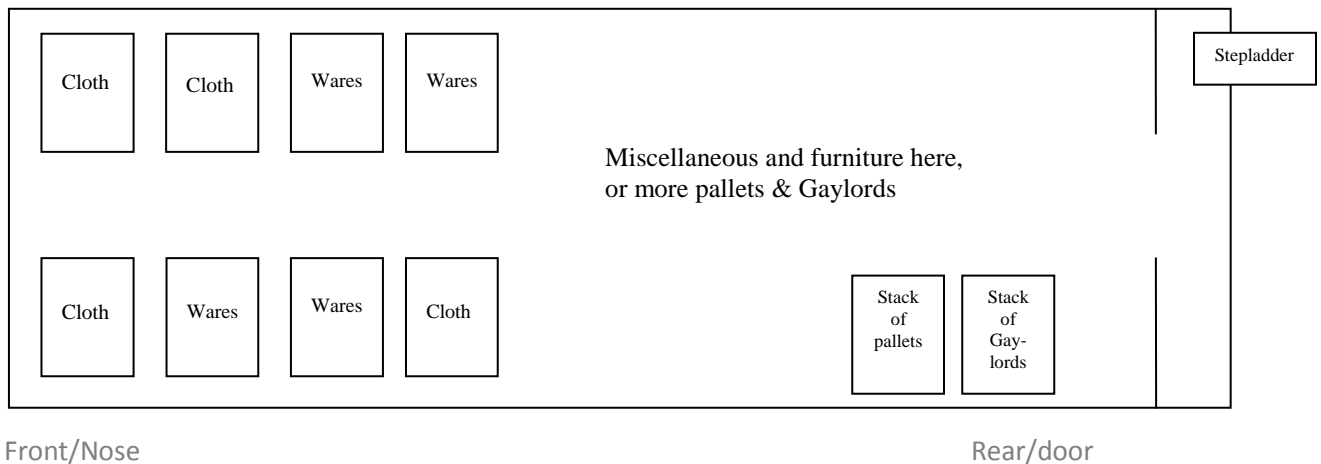 Stepladder
Cloth
Cloth
Wares
Wares
Miscellaneous and furniture here,
or more pallets & Gaylords
Cloth
Wares
Wares
Cloth
Stack
of
pallets
Stack
of
Gay-
lords
Front/Nose
Rear/door